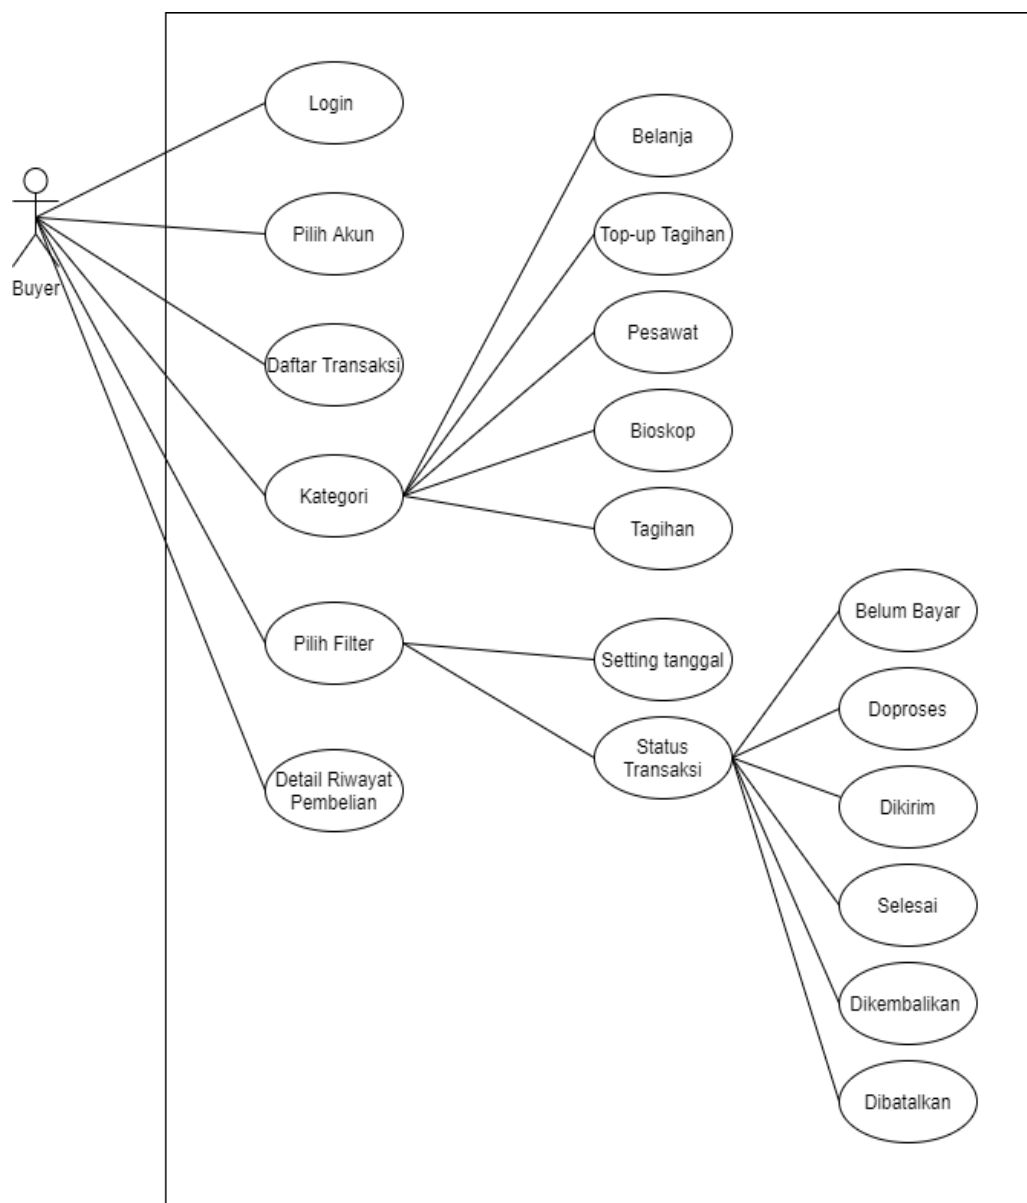 Login
Belanja
Buyer
Pilih Akun
Top-up Tagihan
Daftar Transaksi
Pesawat
Kategori
Bioskop
Tagihan
Pilih Filter
Setting tanggal
Belum Bayar
Detail Riwayat
Pembelian
Status
Transaksi
Doproses
Dikirim
Selesai
Dikembalikan
Dibatalkan